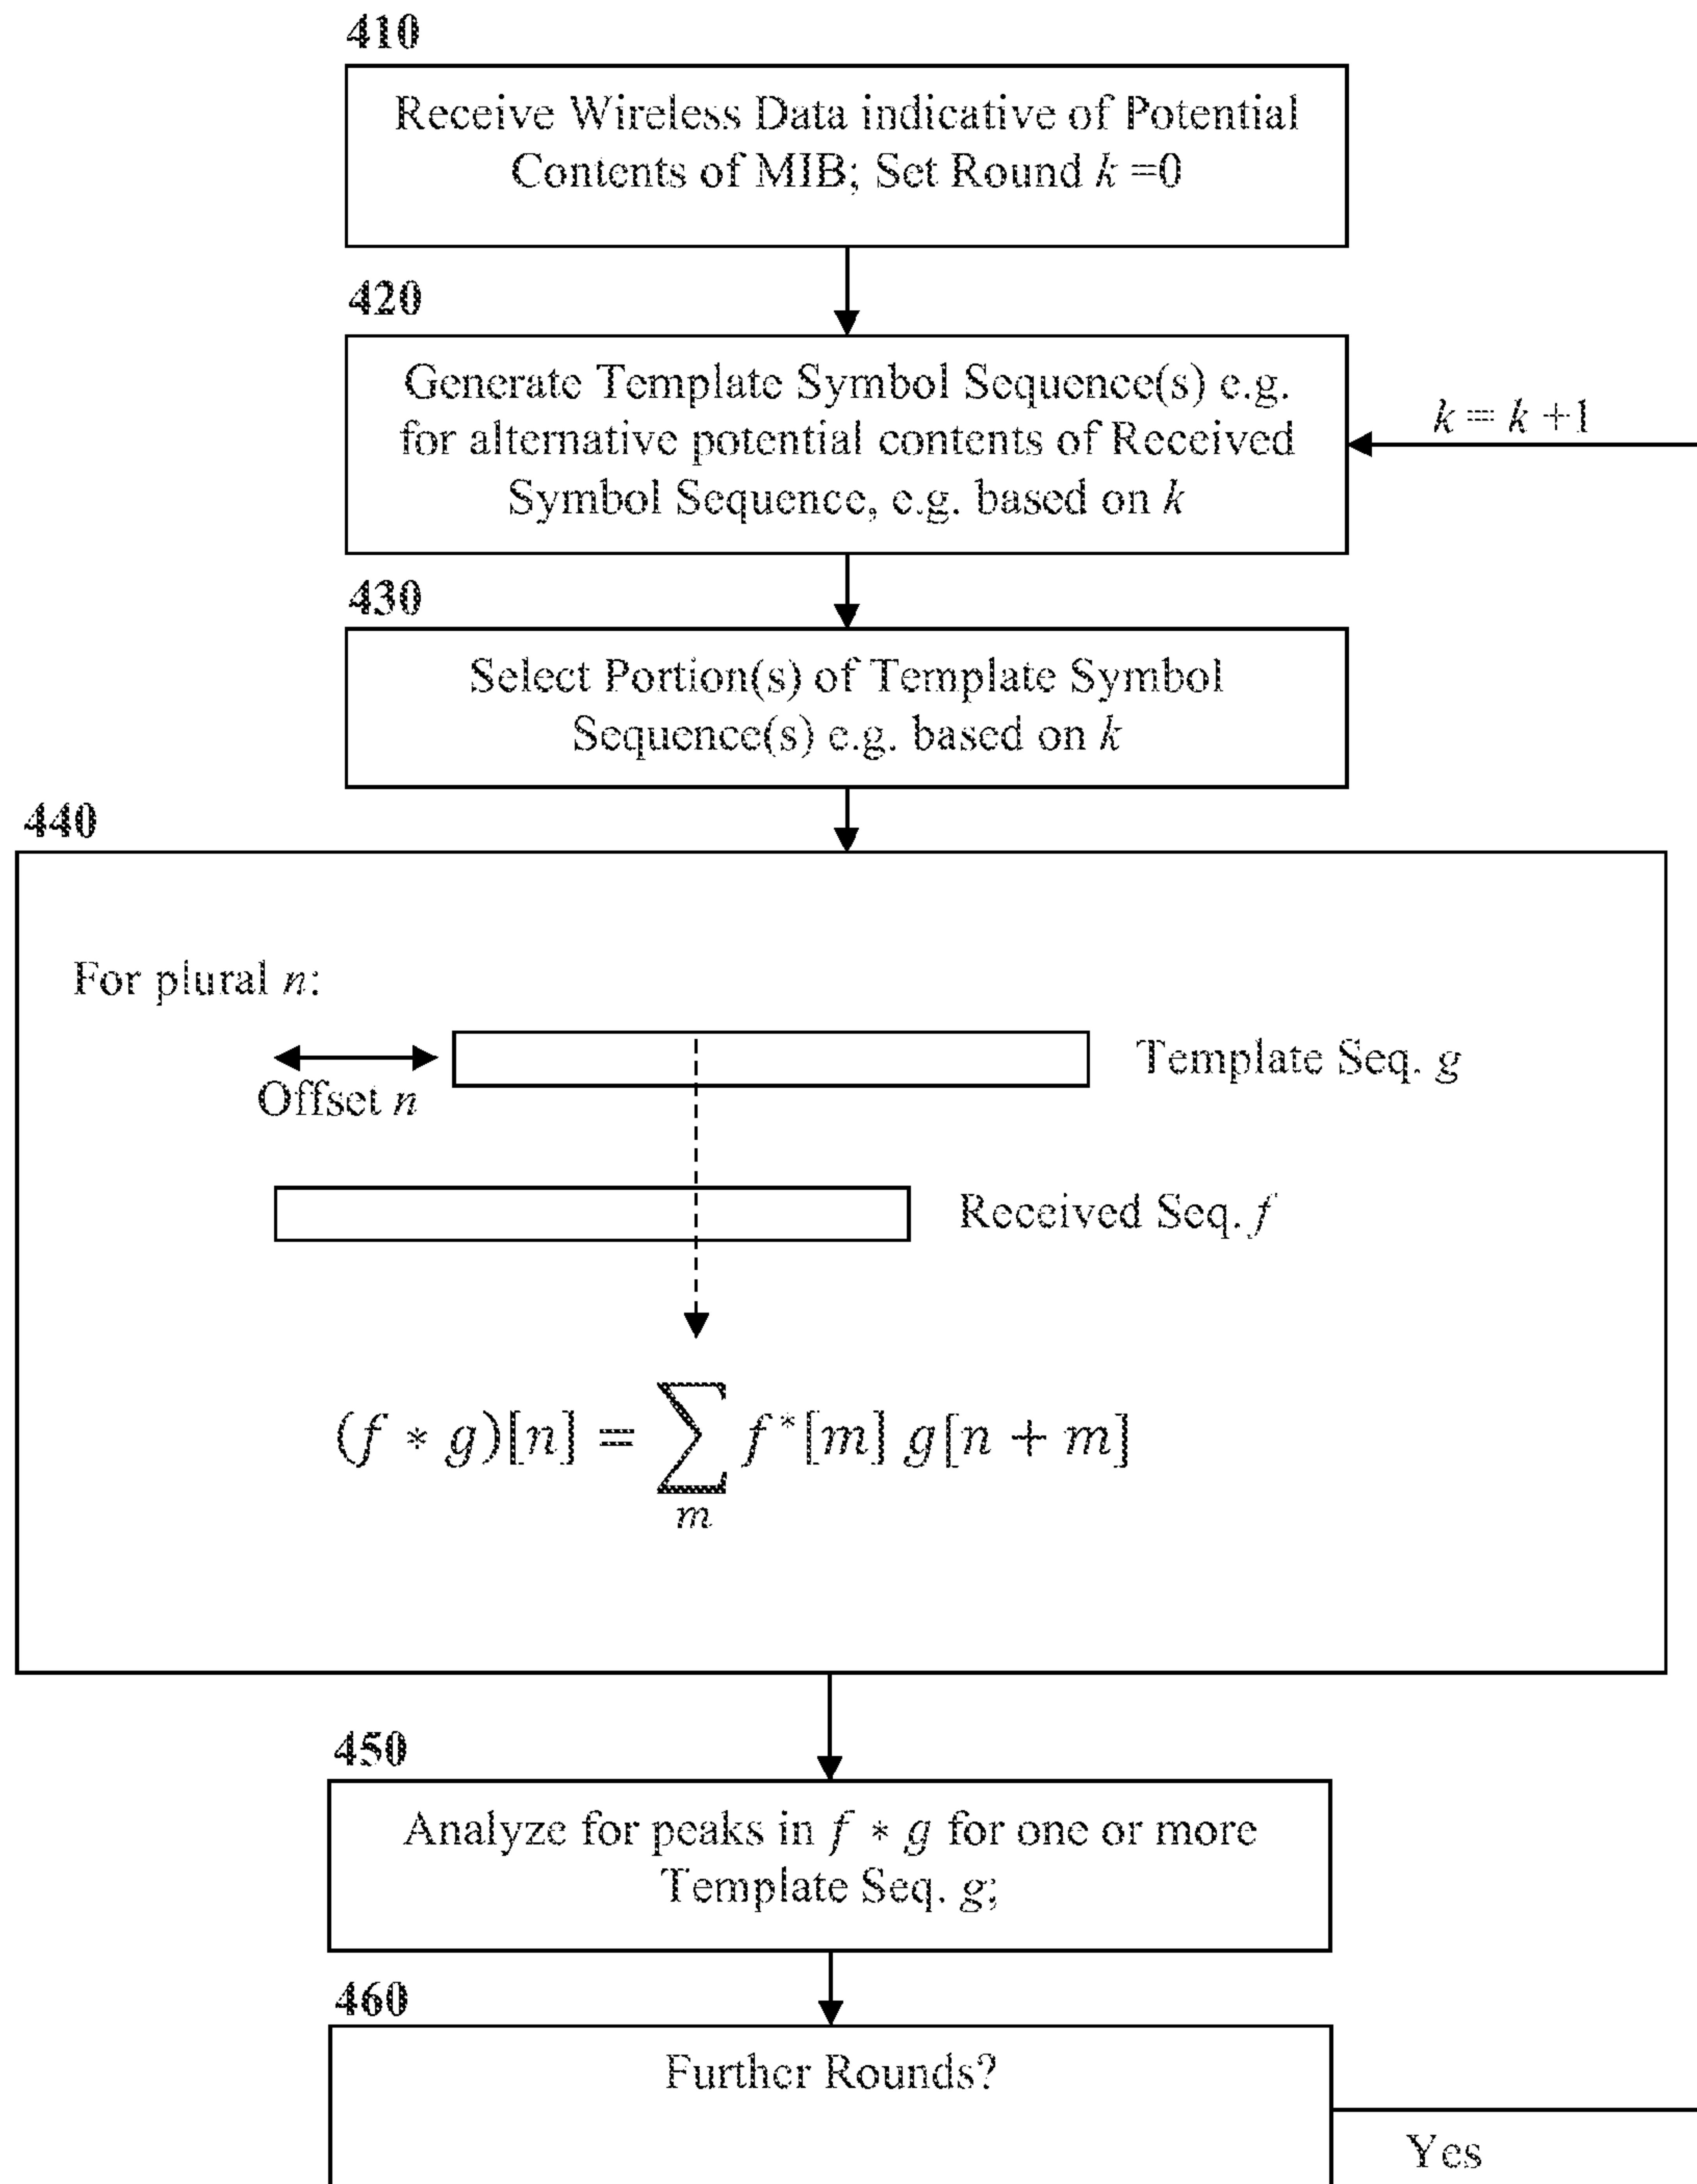 410
Receive Wireless Data indicative of Potential
Contents of MIB; Set Round k =0
420
Generate Template Symbol Sequence(s) e.g.
for alternative potential contents of Received
Symbol Sequence, e.g. based on k
k = k +1
430
Select Portion(s) of Template Symbol
Sequence(s) e.g. based on k
440
For plural n:
Template Seq. g
Offset n
Received Seq. f
(f * g)[n] = ∑ f*[m] g[n + m]
m
450
Analyze for peaks in f * g for one or more
Template Seq. g;
460
Further Rounds?
Yes